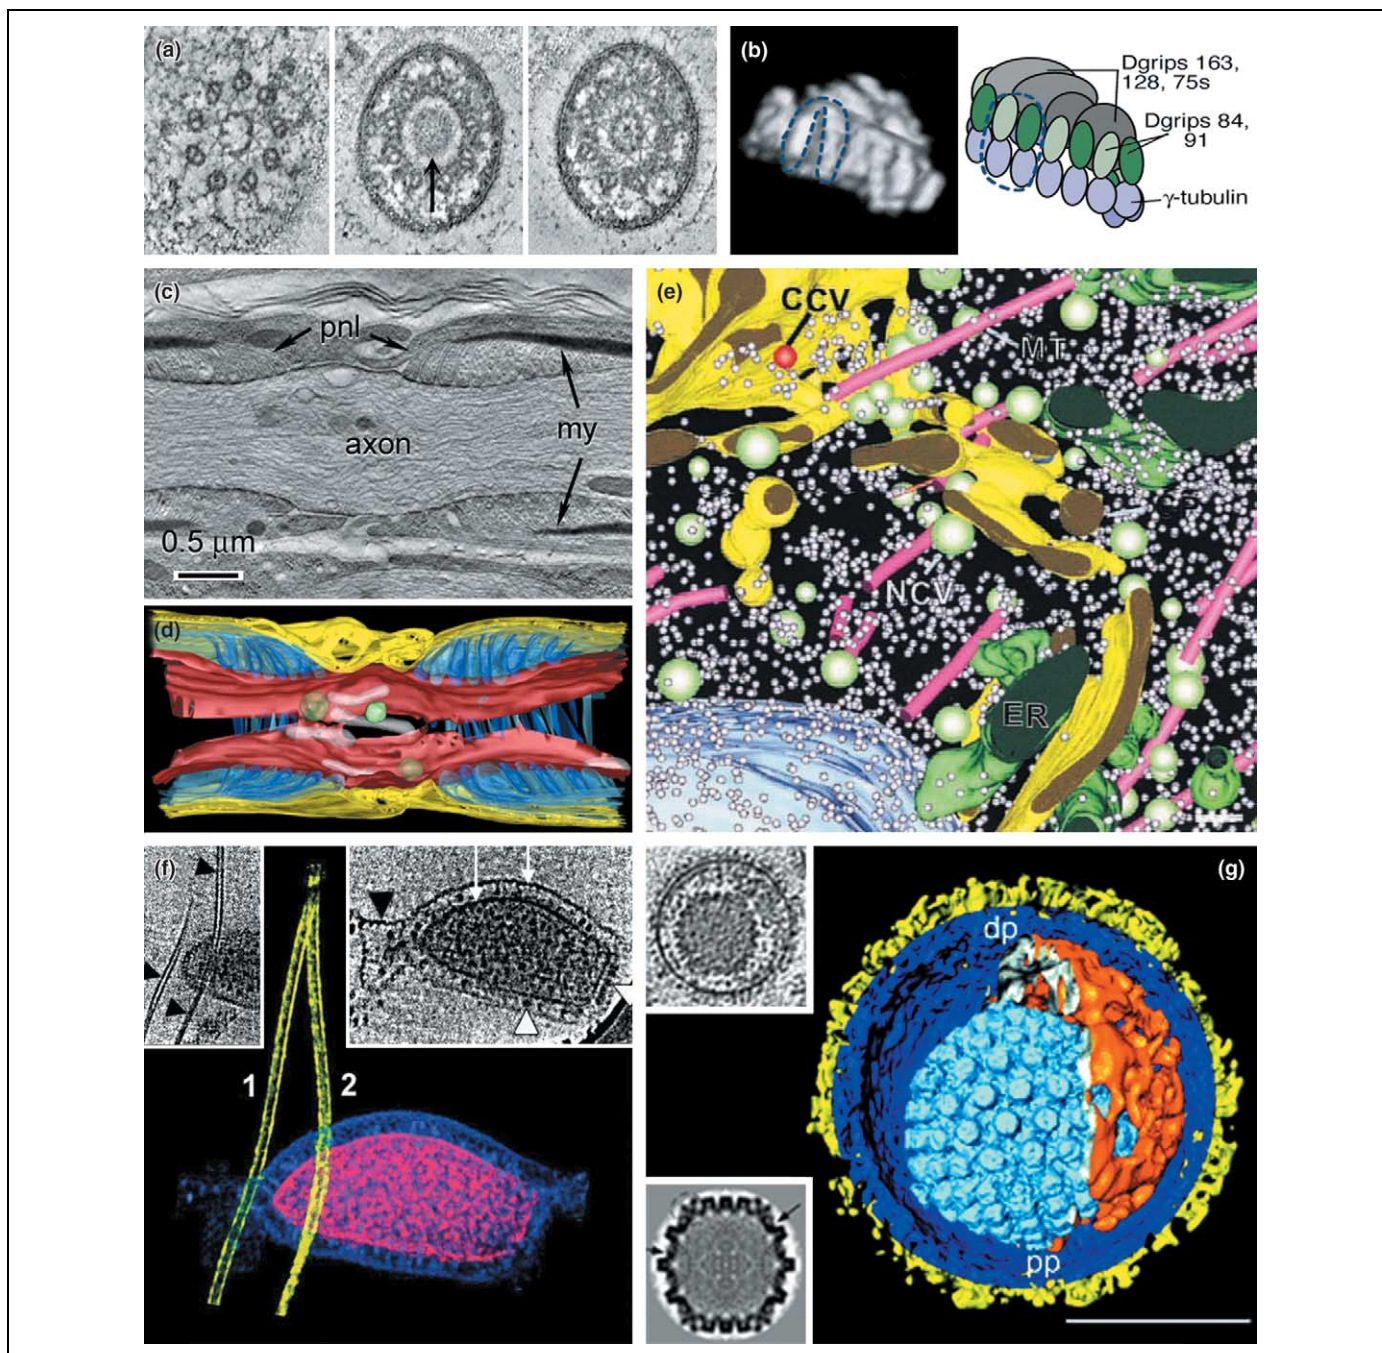 (a)
(b)
Dgrips 163,
128, 75s
Dgrips 84,
91
γ-tubulin
(c)
pnl
axon
my
0.5 μm
(d)
(e)
CCV
MT
NCV
ER
(f)
1
2
(g)
dp
pp